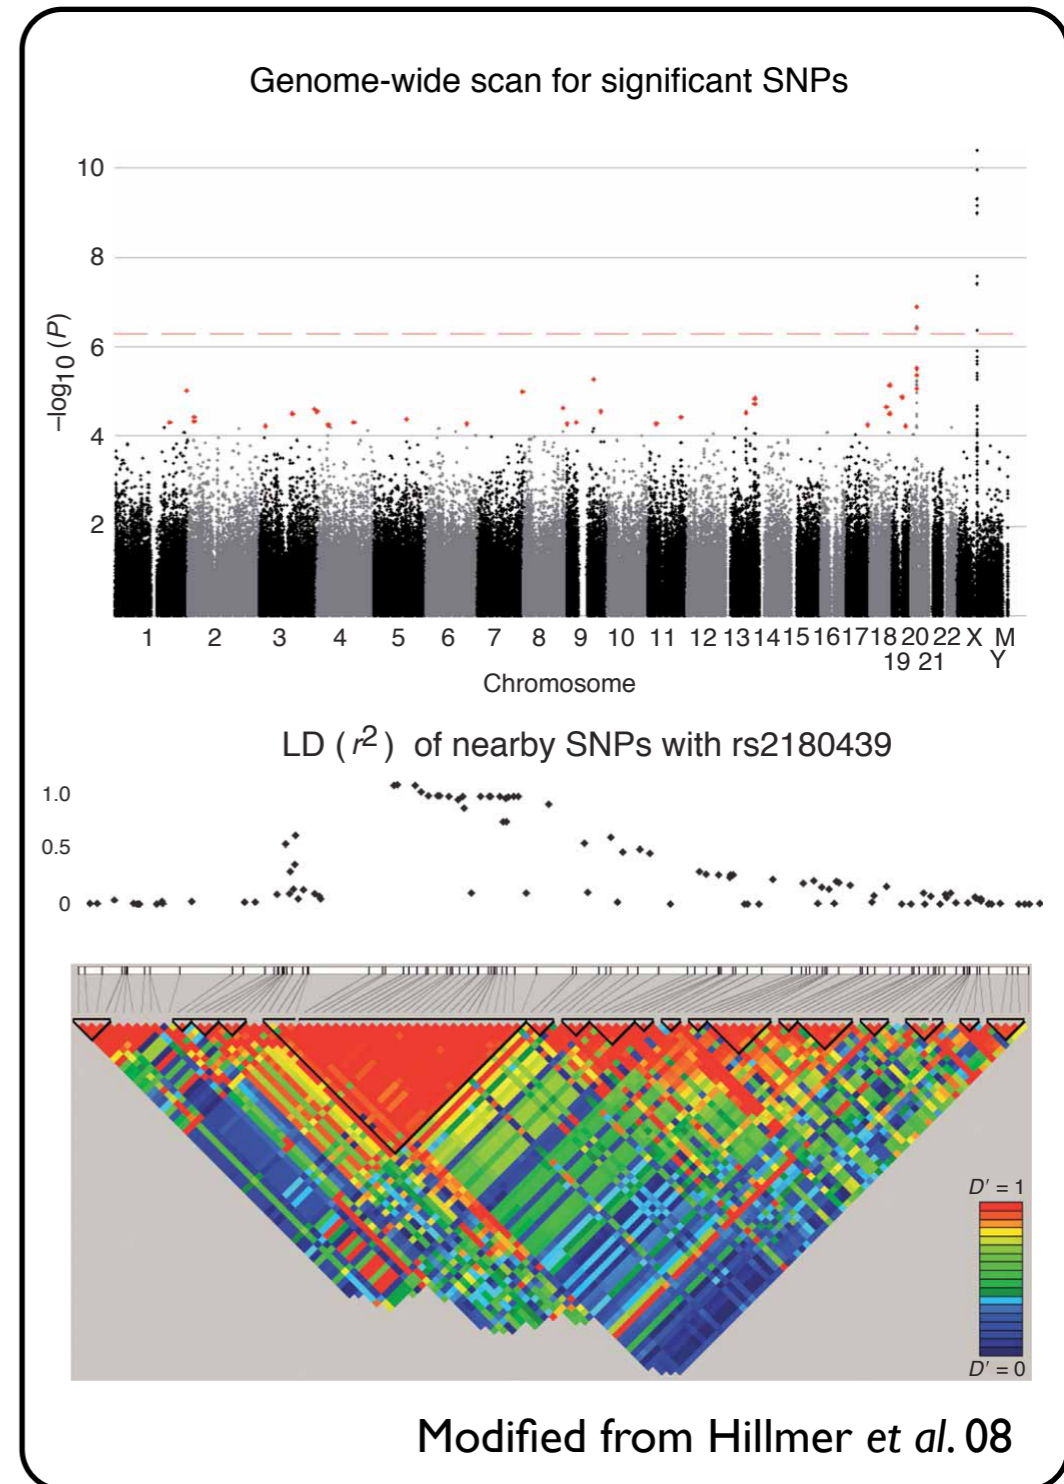 Genome-wide scan for significant SNPs
10
8
6
4
2
–log10 (P)
1 2 3 4 5 6 7 8 9 10 11 12 13 14 15 16 17 18 20 22 X M
19 21 Y
Chromosome
LD (r2) of nearby SNPs with rs2180439
1.0
0.5
0
D' = 1
D' = 0
Modified from Hillmer et al. 08